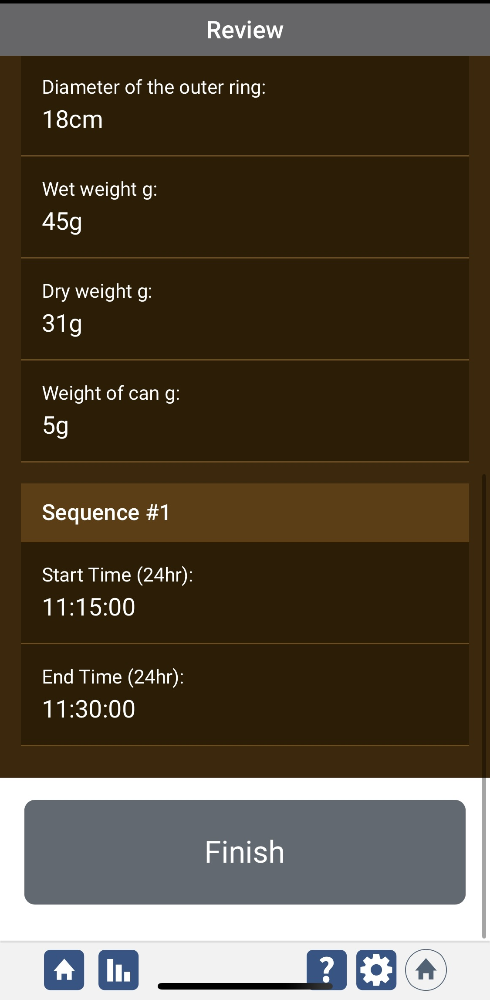 Review
Diameter of the outer ring:
18cm
Wet weight g:
45g
Dry weight g:
31g
Weight of can g:
5g
Sequence #1
Start Time (24hr):
11:15:00
End Time (24hr):
11:30:00
Finish
?